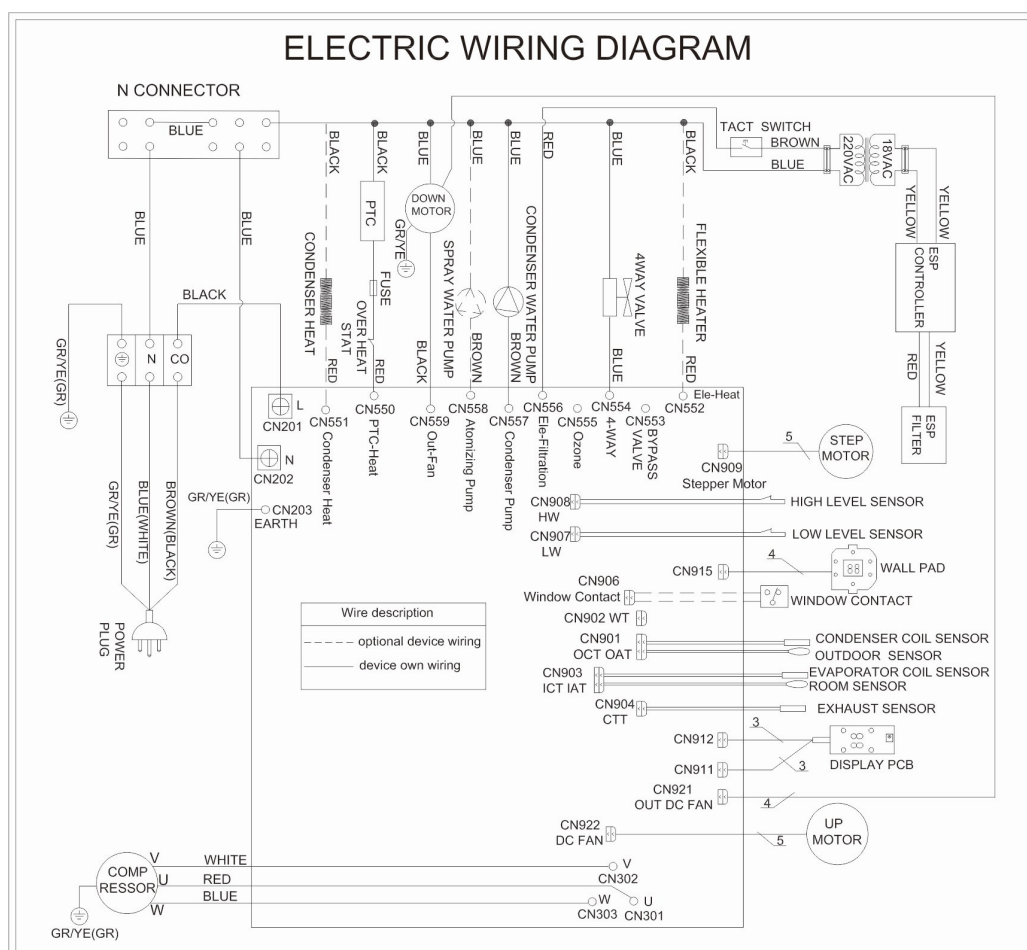 ELECTRIC WIRING DIAGRAM
N CONNECTOR
BLUE
BLACK
BLACK
BLUE
BLUE
BLUE
RED
BLUE
BLACK
TACT SWITCH
BROWN
BLUE
220VAC
18VAC
YELLOW
YELLOW
BLUE
BLUE
PTC
DOWN
MOTOR
GR/YE
CONDENSER HEAT
FUSE
OVER HEAT
STAT
SPRAY WATER PUMP
CONDENSER WATER PUMP
4WAY VALVE
FLEXIBLE HEATER
ESP
CONTROLLER
BLACK
RED
YELLOW
ESP
FILTER
GR/YE(GR)
N
CO
RED
RED
BLACK
BROWN
BROWN
BLUE
RED
L
CN201
N
CN202
CN551
Condenser Heat
CN550
PTC-Heat
CN559
Out-Fan
CN558
Atomizing Pump
CN557
Condenser Pump
CN556
Ele-Filtration
CN555
Ozone
CN554
4-WAY
CN553
BYPASS
VALVE
CN552
Ele-Heat
GR/YE(GR)
BLUE(WHITE)
BROWN(BLACK)
GR/YE(GR)
CN203
EARTH
POWER
PLUG
CN909
Stepper Motor
5
STEP
MOTOR
CN908
HW
HIGH LEVEL SENSOR
CN907
LW
LOW LEVEL SENSOR
CN915
4
WALL PAD
CN906
Window Contact
WINDOW CONTACT
CN902 WT
CN901
OCT OAT
CONDENSER COIL SENSOR
OUTDOOR SENSOR
CN903
ICT IAT
EVAPORATOR COIL SENSOR
ROOM SENSOR
CN904
CTT
EXHAUST SENSOR
Wire description
optional device wiring
device own wiring
CN912
3
CN911
3
DISPLAY PCB
CN921
OUT DC FAN
4
CN922
DC FAN
5
UP
MOTOR
COMP
RESSOR
V
WHITE
V
CN302
U
RED
U
CN301
W
BLUE
W
CN303
GR/YE(GR)